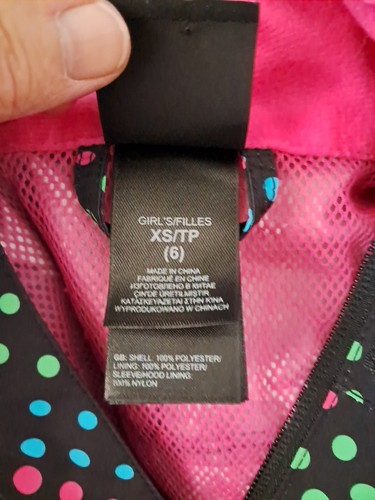 GIRL'S/FILLES
XS/TP
(6)
MADE IN CHINA
FABRIQUÉ EN CHINE
ИЗГОТОВЛЕНО В КИТАЕ
ÇIN'DE ÜRETILMIŞTIR
ΚΑΤΑΣΚΕΥΑΖΕΤΑΙ ΣΤΗΝ ΚΙΝΑ
WYPRODUKOWANO W CHINACH
GB: SHELL: 100% POLYESTER/
LINING: 100% POLYESTER/
SLEEVE/HOOD LINING:
100% NYLON